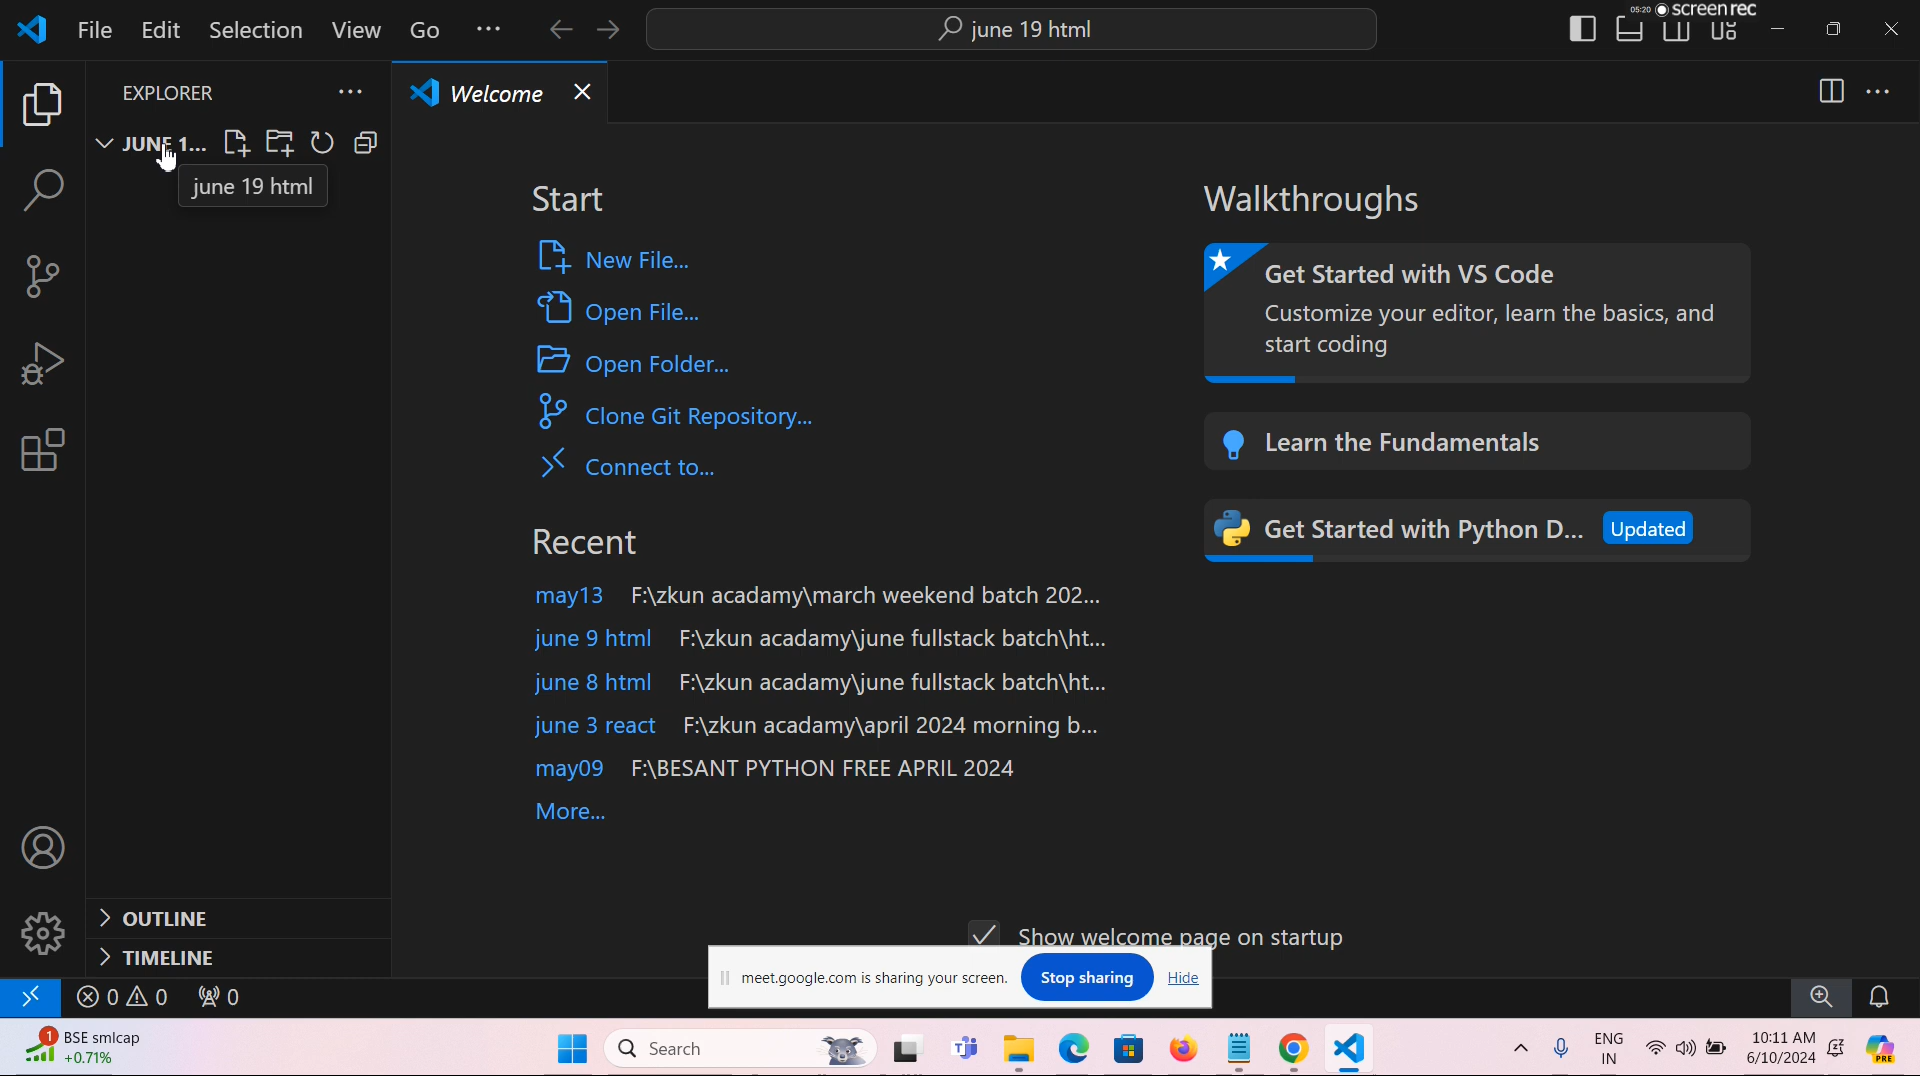 05:20 screen rec
File Edit Selection View Go ··· june 19 html
EXPLORER ···
Welcome
JUNE 1...
june 19 html
Start
New File...
Open File...
Open Folder...
Clone Git Repository...
Connect to...
Recent
may13 F:\zkun acadamy\march weekend batch 202...
june 9 html F:\zkun acadamy\june fullstack batch\ht...
june 8 html F:\zkun acadamy\june fullstack batch\ht...
june 3 react F:\zkun acadamy\april 2024 morning b...
may09 F:\BESANT PYTHON FREE APRIL 2024
More...
Walkthroughs
Get Started with VS Code
Customize your editor, learn the basics, and
start coding
Learn the Fundamentals
Get Started with Python D... Updated
Show welcome page on startup
OUTLINE
TIMELINE
meet.google.com is sharing your screen. Stop sharing Hide
0 0 0
1 BSE smlcap
+0.71%
Search
ENG
IN
10:11 AM
6/10/2024
PRE